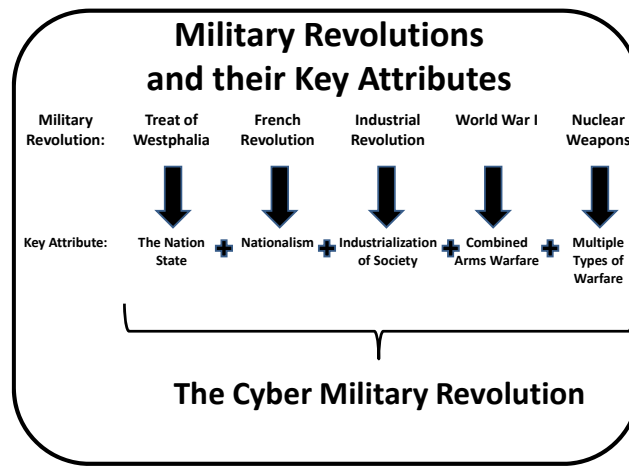 Military Revolutions
and their Key Attributes
Military Revolution: Treat of Westphalia French Revolution Industrial Revolution World War I Nuclear Weapons
Key Attribute: The Nation State + Nationalism + Industrialization of Society + Combined Arms Warfare + Multiple Types of Warfare
The Cyber Military Revolution